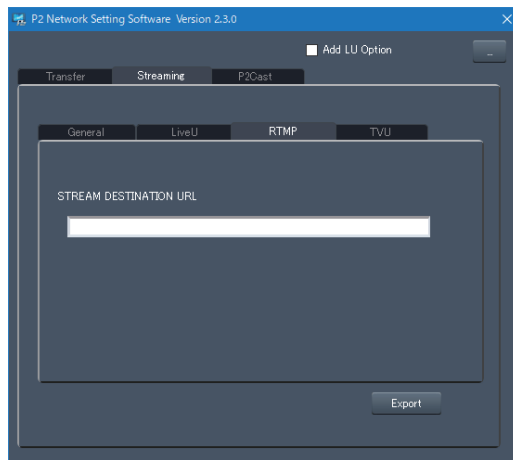 P2 Network Setting Software Version 2.3.0
Add LU Option
Transfer Streaming P2Cast
General LiveU RTMP TVU
STREAM DESTINATION URL
Export